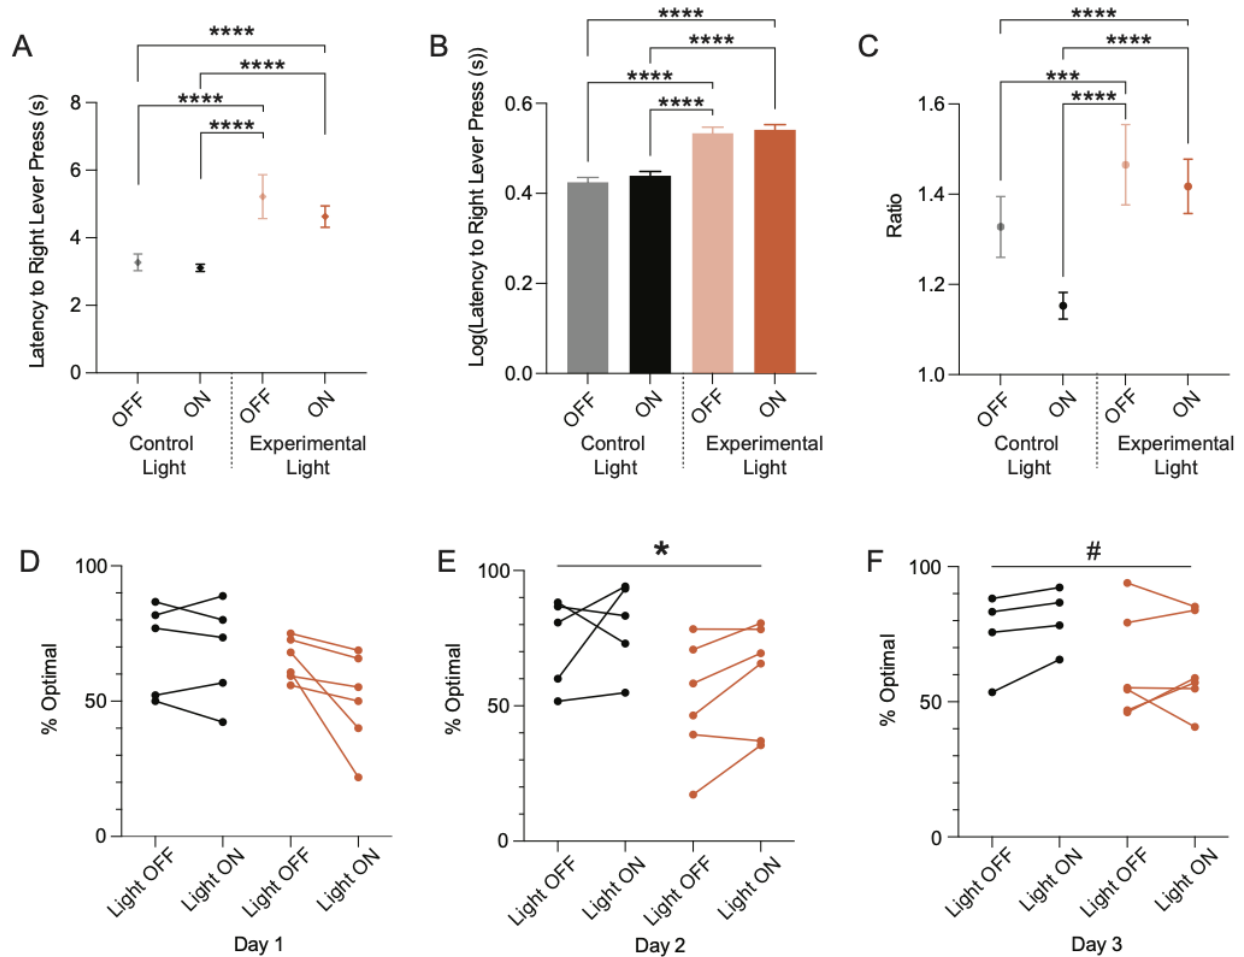 A
Latency to Right Lever Press (s)
8
6
4
2
0
****
****
****
****
OFF
ON
OFF
ON
Control
Light
Experimental
Light
B
Log(Latency to Right Lever Press (s))
0.6
0.4
0.2
0.0
****
****
****
****
OFF
ON
OFF
ON
Control
Light
Experimental
Light
C
Ratio
1.6
1.4
1.2
1.0
****
****
***
****
OFF
ON
OFF
ON
Control
Light
Experimental
Light
D
% Optimal
100
50
0
Light OFF
Light ON
Light OFF
Light ON
Day 1
E
% Optimal
100
50
0
*
Light OFF
Light ON
Light OFF
Light ON
Day 2
F
% Optimal
100
50
0
#
Light OFF
Light ON
Light OFF
Light ON
Day 3